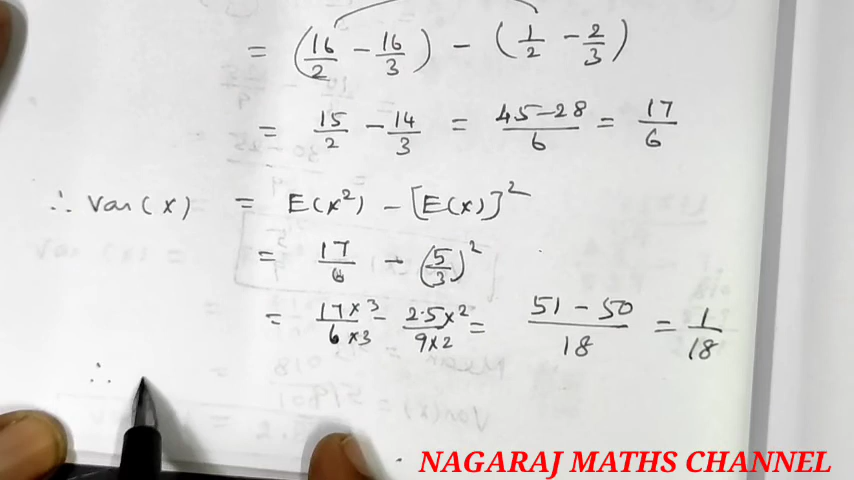 = (16/2 - 16/3) - (1/2 - 2/3)
= 15/2 - 14/3 = 45-28/6 = 17/6
∴ Var(x) = E(x²) - [E(x)]²
= 17/6 - (5/3)²
= 17×3/6×3 - 25×2/9×2 = 51-50/18 = 1/18
∴
NAGARAJ MATHS CHANNEL